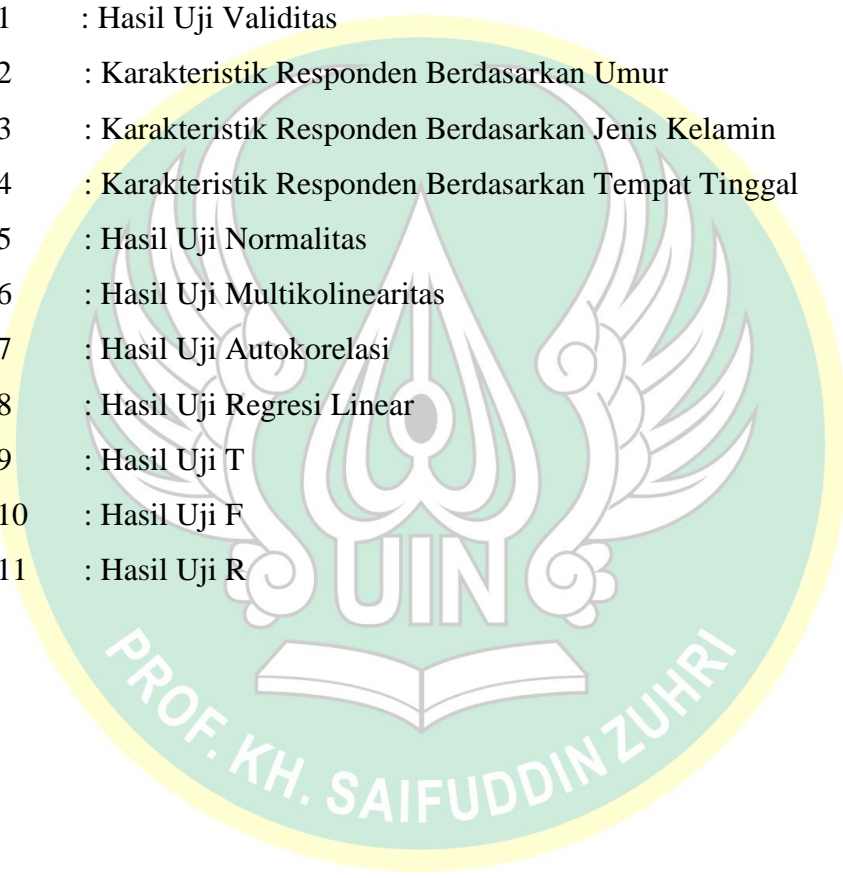 1 : Hasil Uji Validitas
2 : Karakteristik Responden Berdasarkan Umur
3 : Karakteristik Responden Berdasarkan Jenis Kelamin
4 : Karakteristik Responden Berdasarkan Tempat Tinggal
5 : Hasil Uji Normalitas
6 : Hasil Uji Multikolinearitas
7 : Hasil Uji Autokorelasi
8 : Hasil Uji Regresi Linear
9 : Hasil Uji T
10 : Hasil Uji F
11 : Hasil Uji R
UIN
PROF. KH. SAIFUDDIN ZUHRI